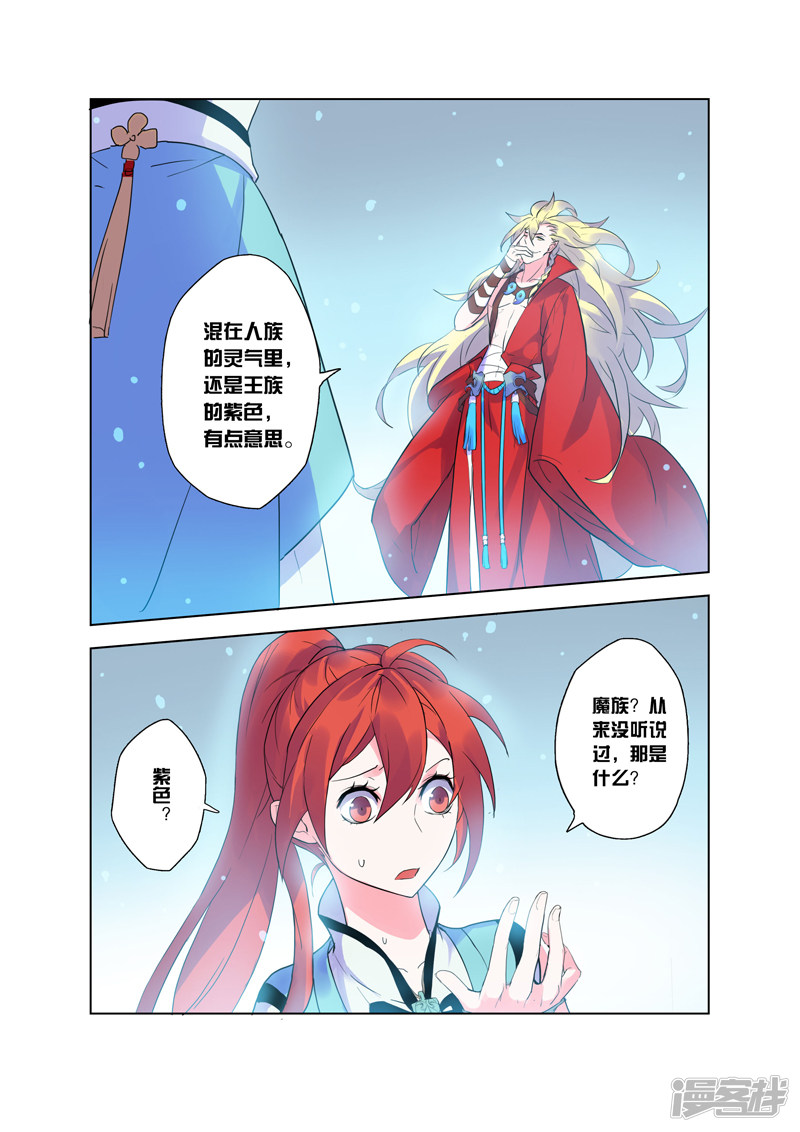 混在人族
的灵气里，
还是王族
的紫色，
有点意思。
魔族？从
来没听说
过，那是
什么？
紫
色？
漫客栈